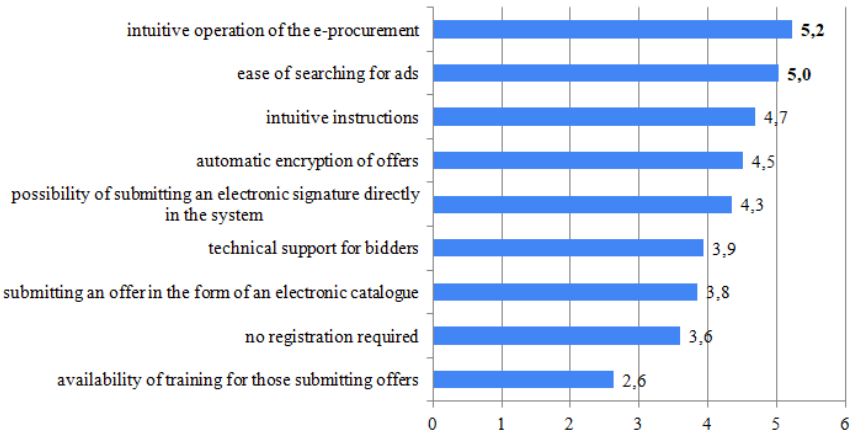 intuitive operation of the e-procurement 5,2
ease of searching for ads 5,0
intuitive instructions 4,7
automatic encryption of offers 4,5
possibility of submitting an electronic signature directly
in the system 4,3
technical support for bidders 3,9
submitting an offer in the form of an electronic catalogue 3,8
no registration required 3,6
availability of training for those submitting offers 2,6
0 1 2 3 4 5 6